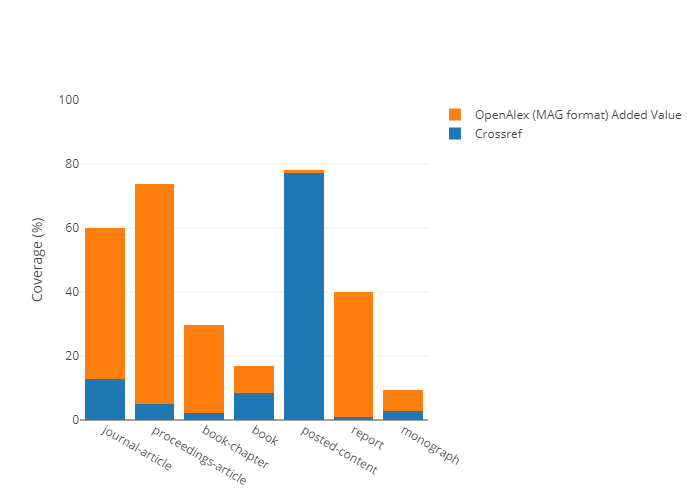 100
80
60
40
20
0
Coverage (%)
journal-article
proceedings-article
book-chapter
book
posted-content
report
monograph
OpenAlex (MAG format) Added Value
Crossref